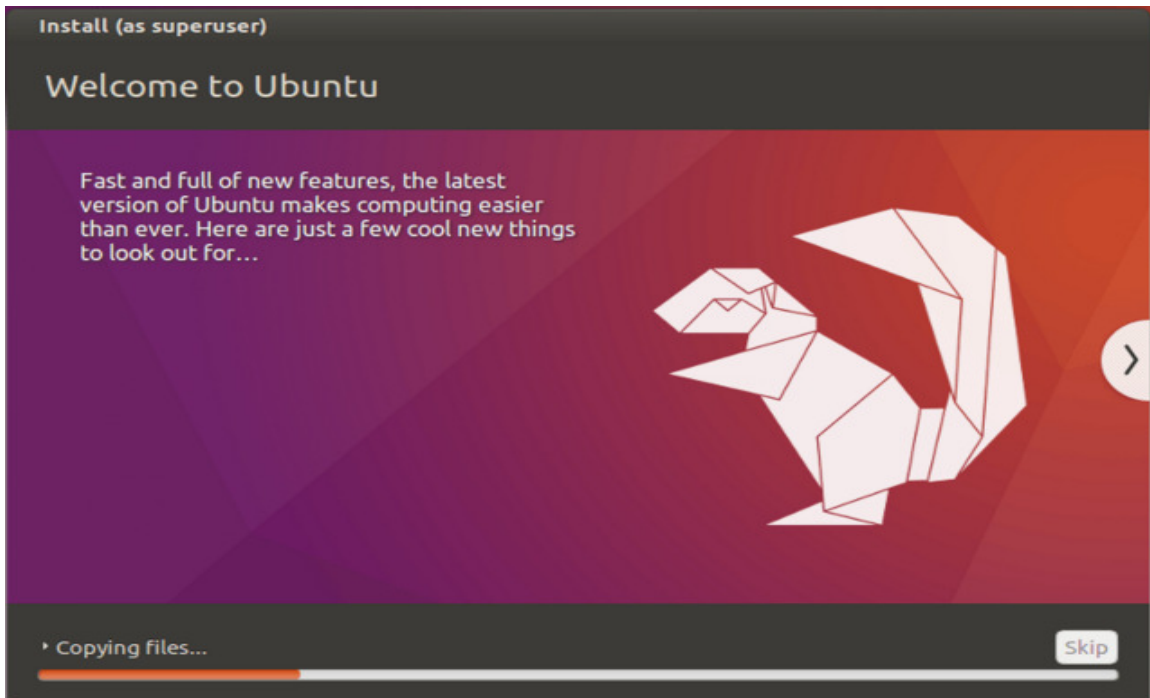 Install (as superuser)
Welcome to Ubuntu
Fast and full of new features, the latest
version of Ubuntu makes computing easier
than ever. Here are just a few cool new things
to look out for...
Copying files...
Skip